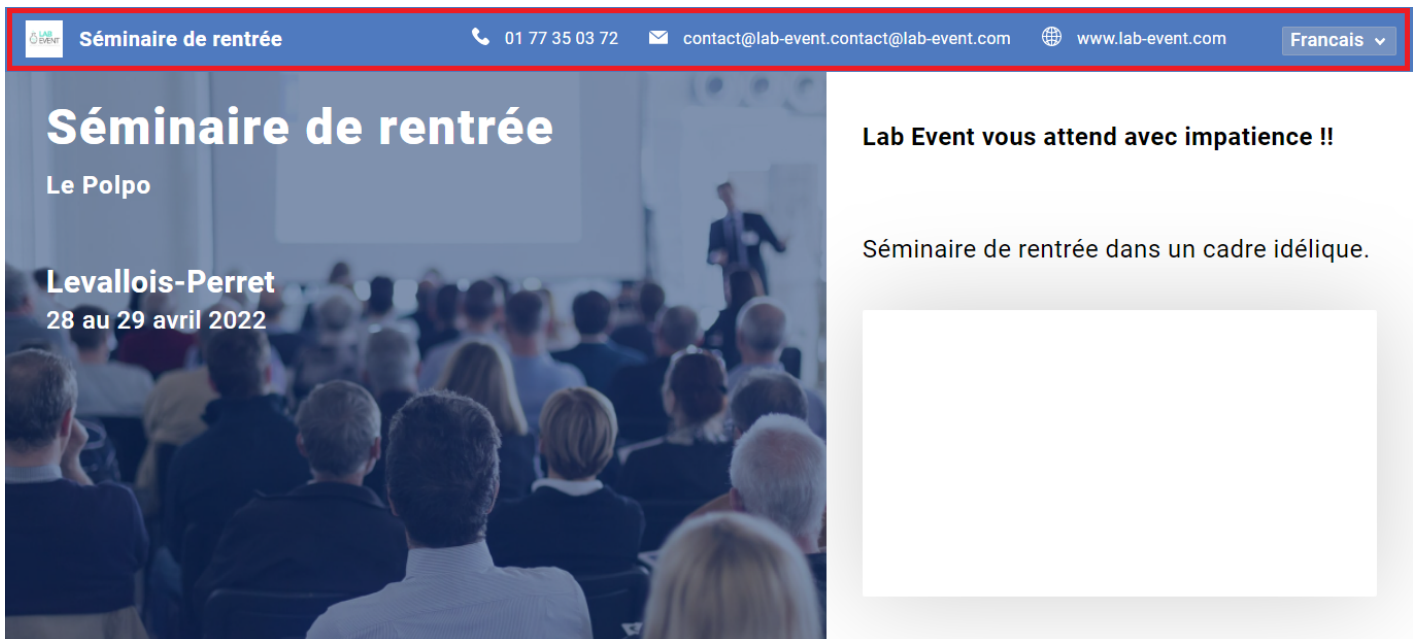 LAB
EVENT
Séminaire de rentrée
01 77 35 03 72
contact@lab-event.contact@lab-event.com
www.lab-event.com
Francais
Séminaire de rentrée
Le Polpo
Levallois-Perret
28 au 29 avril 2022
Lab Event vous attend avec impatience !!
Séminaire de rentrée dans un cadre idélique.